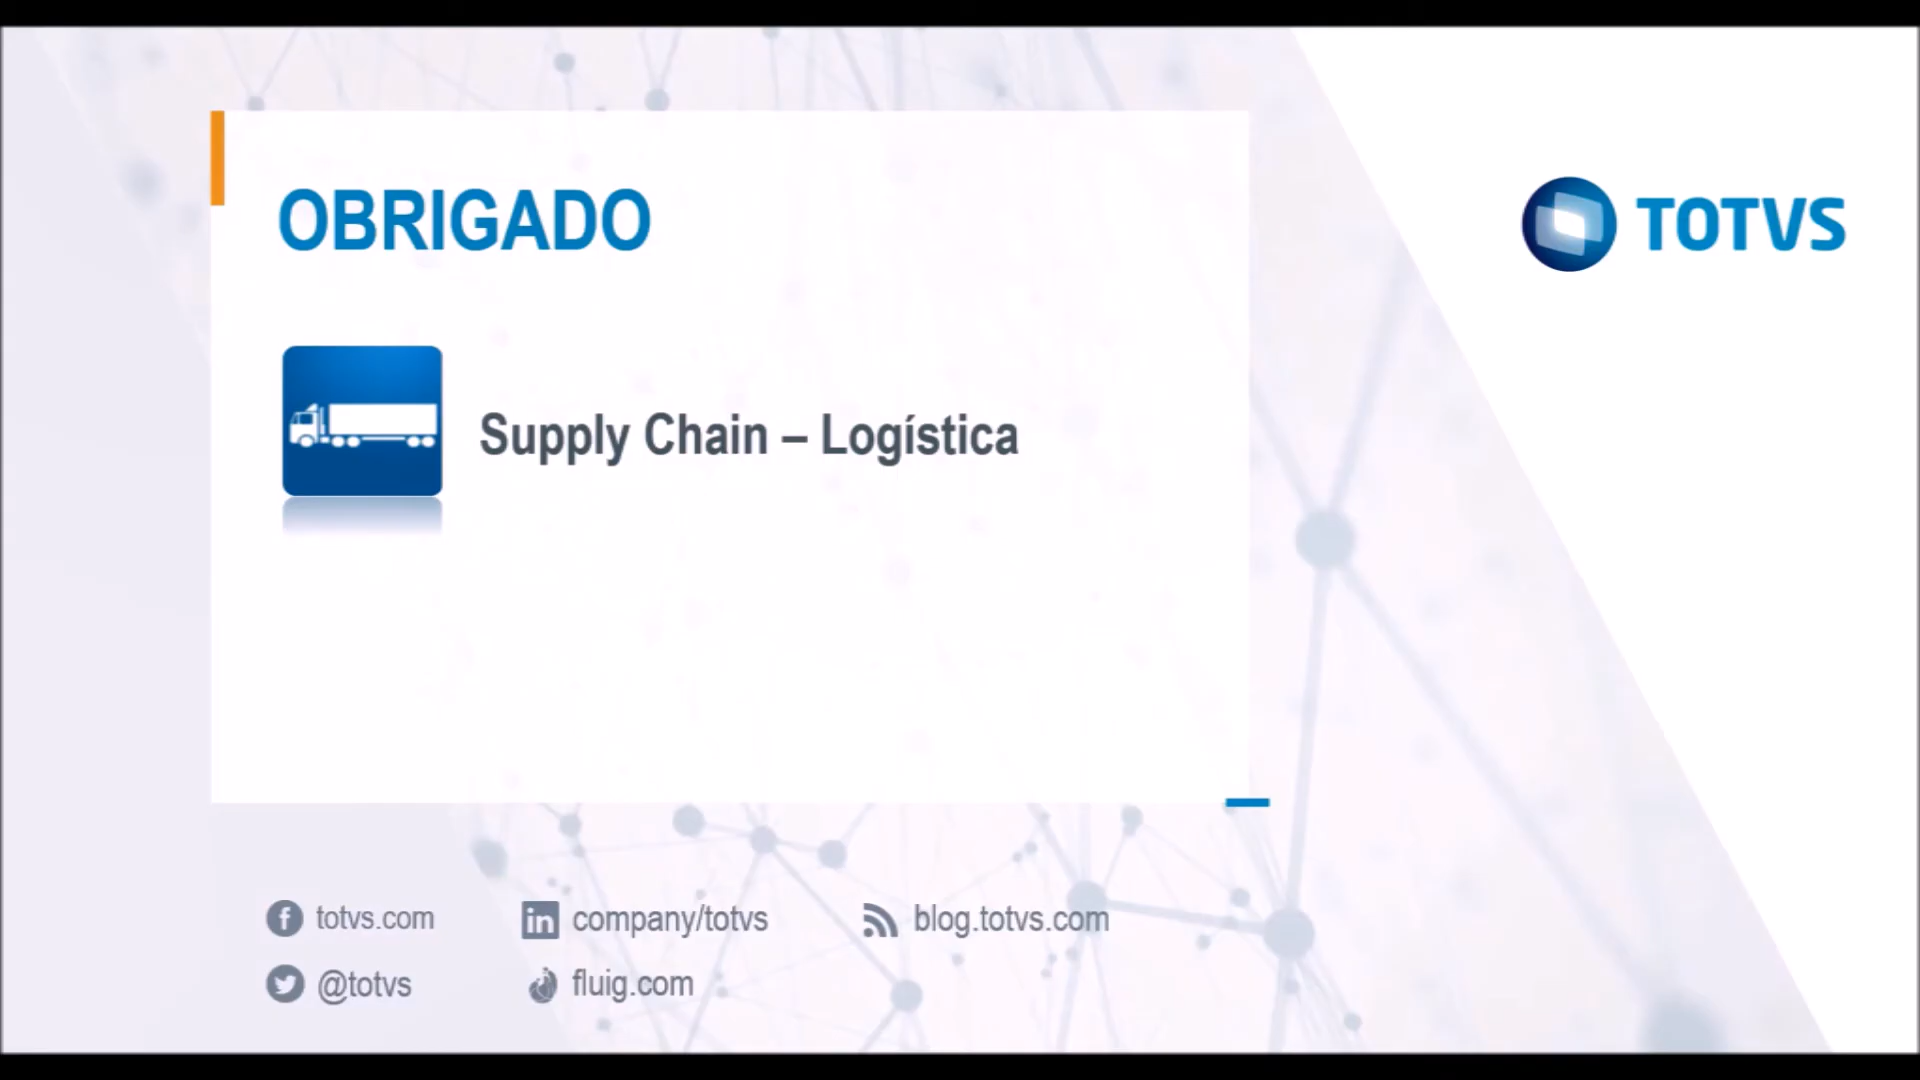 OBRIGADO
TOTVS
Supply Chain – Logística
totvs.com
company/totvs
blog.totvs.com
@totvs
fluig.com